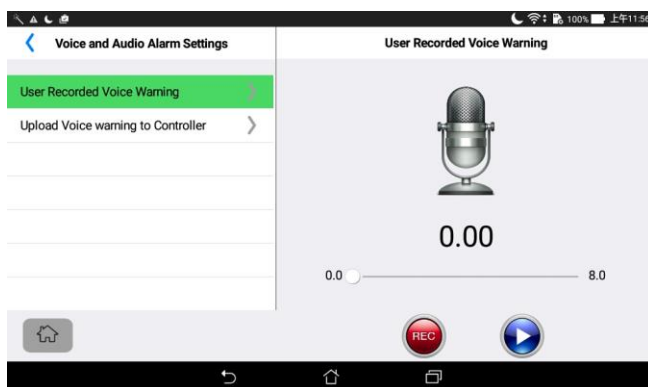 100% 上午11:56
Voice and Audio Alarm Settings
User Recorded Voice Warning
User Recorded Voice Warning
Upload Voice warning to Controller
0.00
0.0 8.0
REC